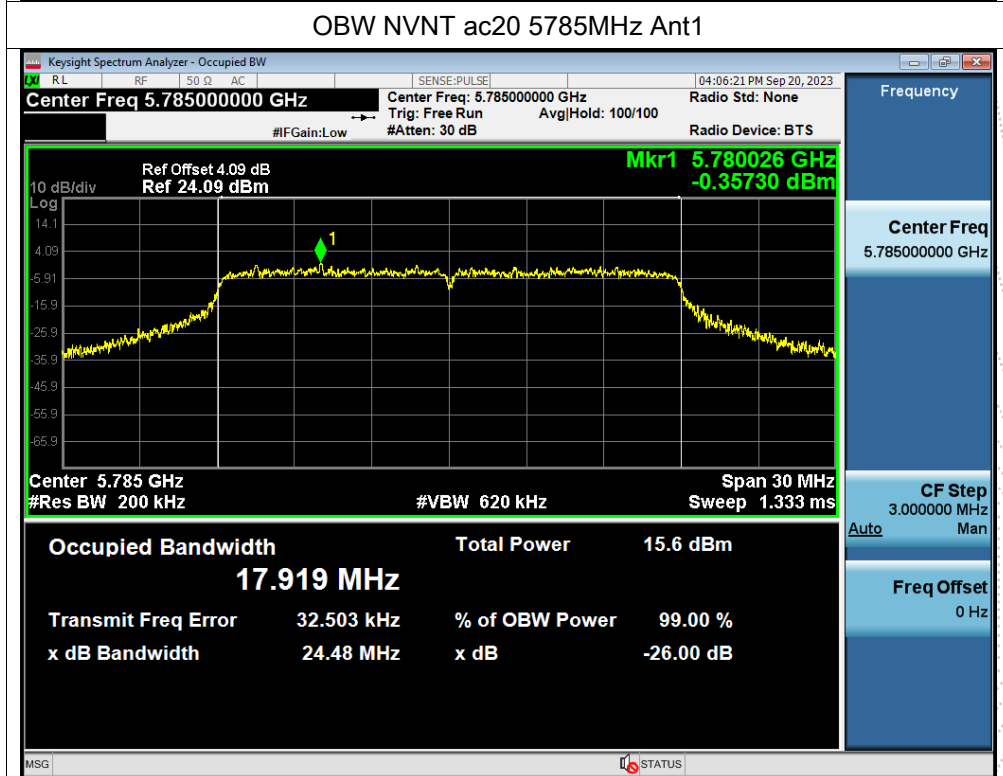 OBW NVNT ac20 5785MHz Ant1
Keysight Spectrum Analyzer - Occupied BW
LXI RL RF 50 Ω AC SENSE:PULSE 04:06:21 PM Sep 20, 2023
Center Freq 5.785000000 GHz
Center Freq: 5.785000000 GHz Radio Std: None
Trig: Free Run Avg|Hold: 100/100
#IFGain:Low #Atten: 30 dB Radio Device: BTS
Frequency
Mkr1 5.780026 GHz
-0.35730 dBm
Ref Offset 4.09 dB
10 dB/div Ref 24.09 dBm
Log
14.1
4.09
-5.91
-15.9
-25.9
-35.9
-45.9
-55.9
-65.9
1
Center 5.785 GHz Span 30 MHz
#Res BW 200 kHz #VBW 620 kHz Sweep 1.333 ms
Occupied Bandwidth Total Power 15.6 dBm
17.919 MHz
Transmit Freq Error 32.503 kHz % of OBW Power 99.00 %
x dB Bandwidth 24.48 MHz x dB -26.00 dB
Center Freq
5.785000000 GHz
CF Step
3.000000 MHz
Auto Man
Freq Offset
0 Hz
MSG STATUS